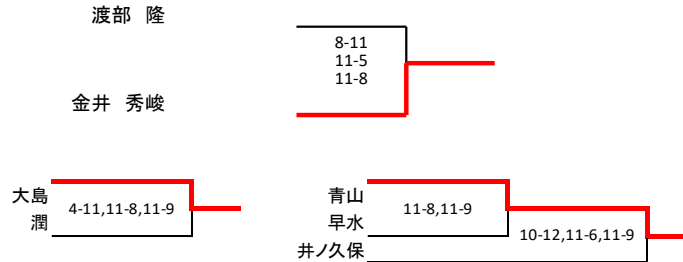 渡部　隆
8-11
11-5
11-8
金井　秀峻
大島
4-11,11-8,11-9
潤
青山
11-8,11-9
早水
10-12,11-6,11-9
井ノ久保